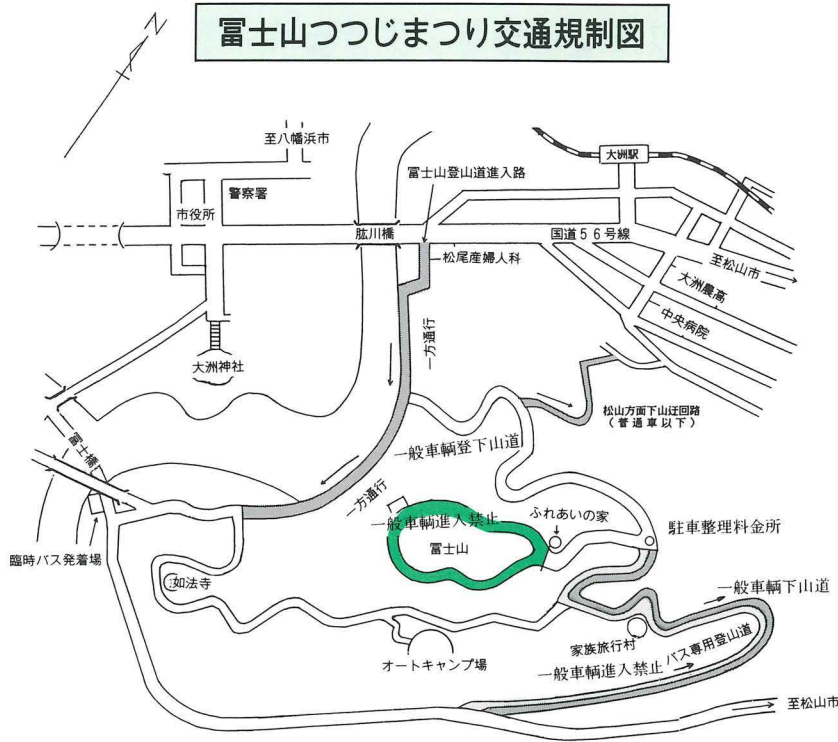 冨士山つつじまつり交通規制図
至八幡浜市
大洲駅
警察署
冨士山登山道進入路
市役所
肱川橋
国道56号線
松尾産婦人科
至松山市
大洲農高
中央病院
一方通行
大洲神社
松山方面下山迂回路
(普通車以下)
冨士橋
一般車輌登下山道
一方通行
一般車輌進入禁止
ふれあいの家
駐車整理料金所
冨士山
臨時バス発着場
如法寺
一般車輌下山道
家族旅行村
バス専用登山道
オートキャンプ場
一般車輌進入禁止
至松山市